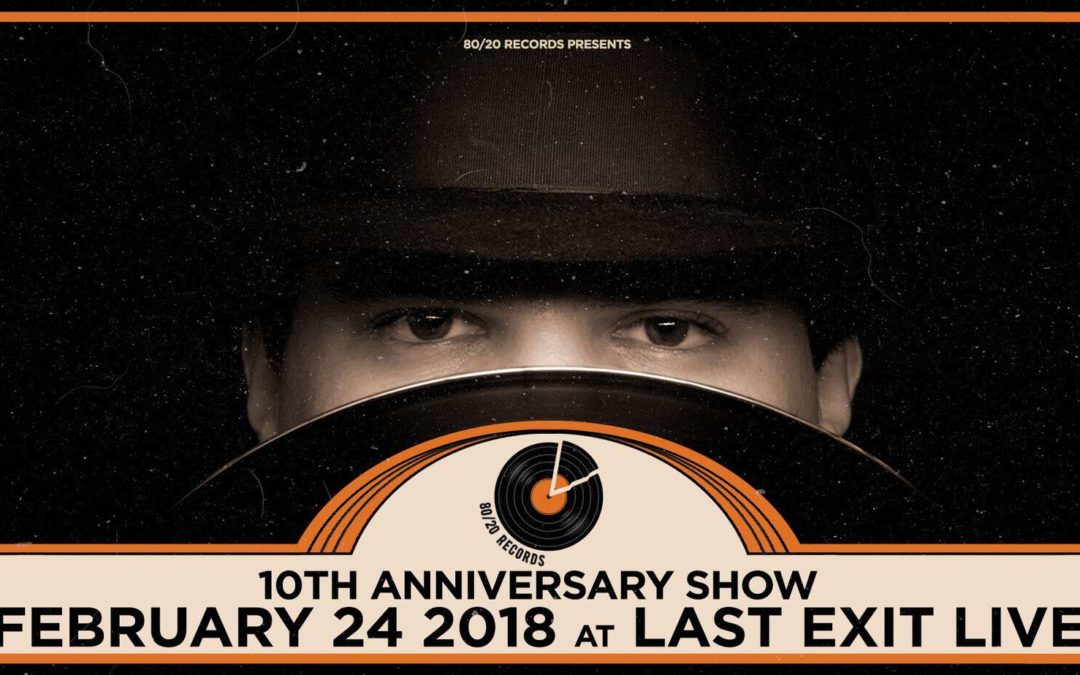 80/20 RECORDS PRESENTS
80/20 RECORDS
10TH ANNIVERSARY SHOW
FEBRUARY 24 2018 AT LAST EXIT LIVE